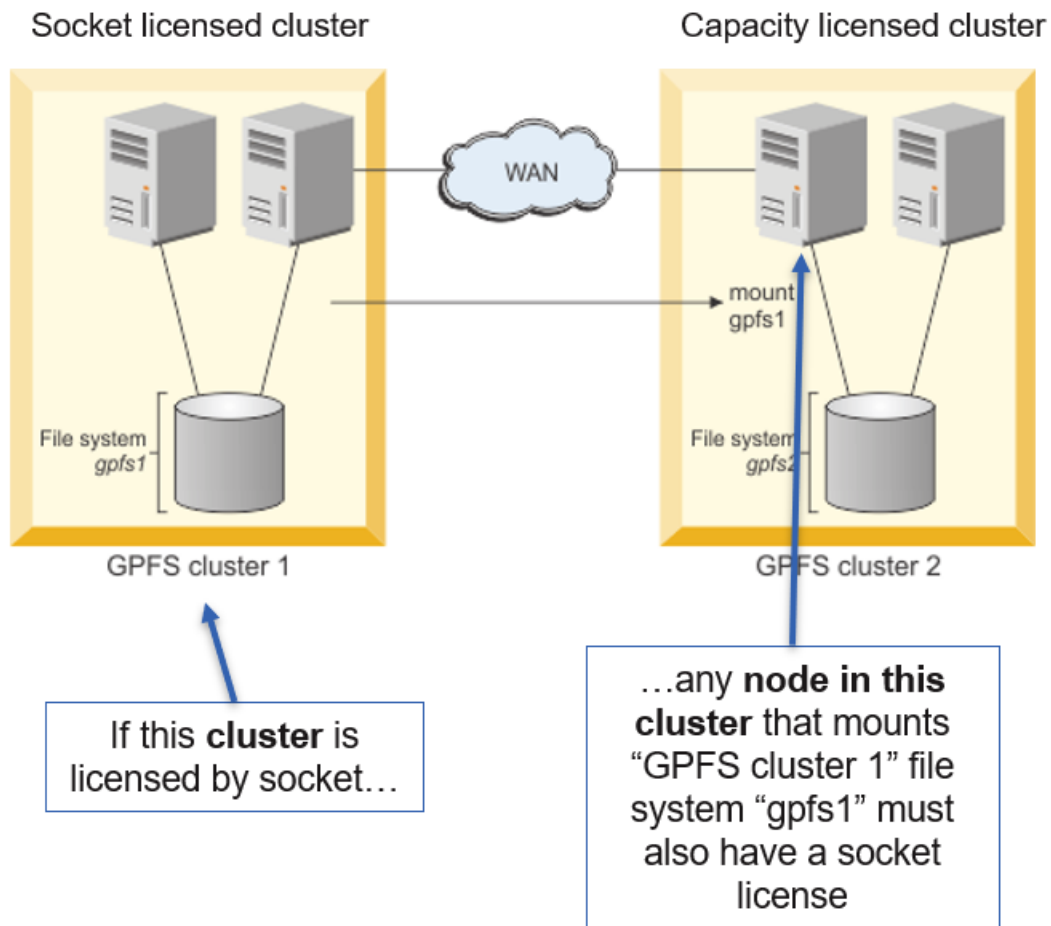 Socket licensed cluster
Capacity licensed cluster
WAN
mount
gpfs1
File system
gpfs1
File system
gpfs2
GPFS cluster 1
GPFS cluster 2
If this cluster is
licensed by socket…
…any node in this
cluster that mounts
“GPFS cluster 1” file
system “gpfs1” must
also have a socket
license